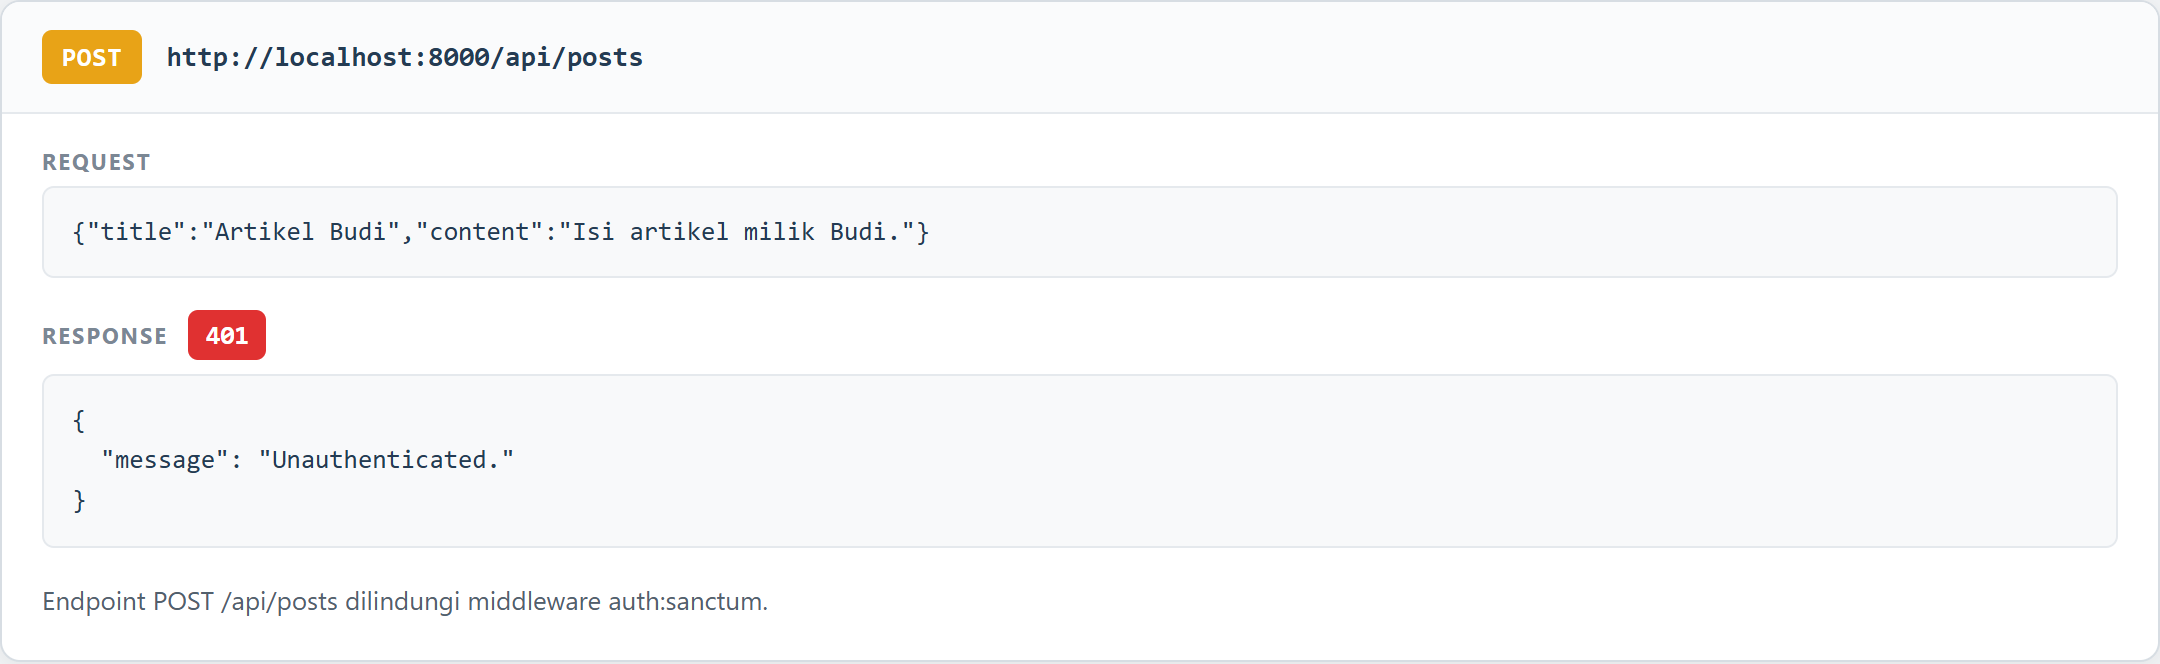 POST http://localhost:8000/api/posts
REQUEST
{"title":"Artikel Budi","content":"Isi artikel milik Budi."}
RESPONSE 401
{
  "message": "Unauthenticated."
}
Endpoint POST /api/posts dilindungi middleware auth:sanctum.